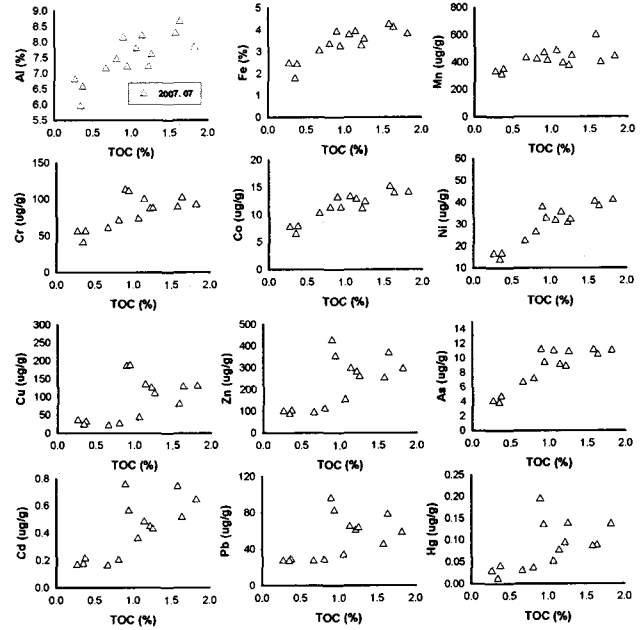 Al (%)
9.0
8.5
8.0
7.5
7.0
6.5
6.0
5.5
2007.07
0.0 0.5 1.0 1.5 2.0
TOC (%)
Fe (%)
5
4
3
2
1
0
0.0 0.5 1.0 1.5 2.0
TOC (%)
Mn (ug/g)
800
600
400
200
0
0.0 0.5 1.0 1.5 2.0
TOC (%)
Cr (ug/g)
150
100
50
0
0.0 0.5 1.0 1.5 2.0
TOC (%)
Co (ug/g)
20
15
10
5
0
0.0 0.5 1.0 1.5 2.0
TOC (%)
Ni (ug/g)
60
50
40
30
20
10
0.0 0.5 1.0 1.5 2.0
TOC (%)
Cu (ug/g)
300
250
200
150
100
50
0
0.0 0.5 1.0 1.5 2.0
TOC (%)
Zn (ug/g)
500
400
300
200
100
0
0.0 0.5 1.0 1.5 2.0
TOC (%)
As (ug/g)
14
12
10
8
6
4
2
0
0.0 0.5 1.0 1.5 2.0
TOC (%)
Cd (ug/g)
0.8
0.6
0.4
0.2
0.0
0.0 0.5 1.0 1.5 2.0
TOC (%)
Pb (ug/g)
120
80
40
0
0.0 0.5 1.0 1.5 2.0
TOC (%)
Hg (ug/g)
0.25
0.20
0.15
0.10
0.05
0.00
0.0 0.5 1.0 1.5 2.0
TOC (%)